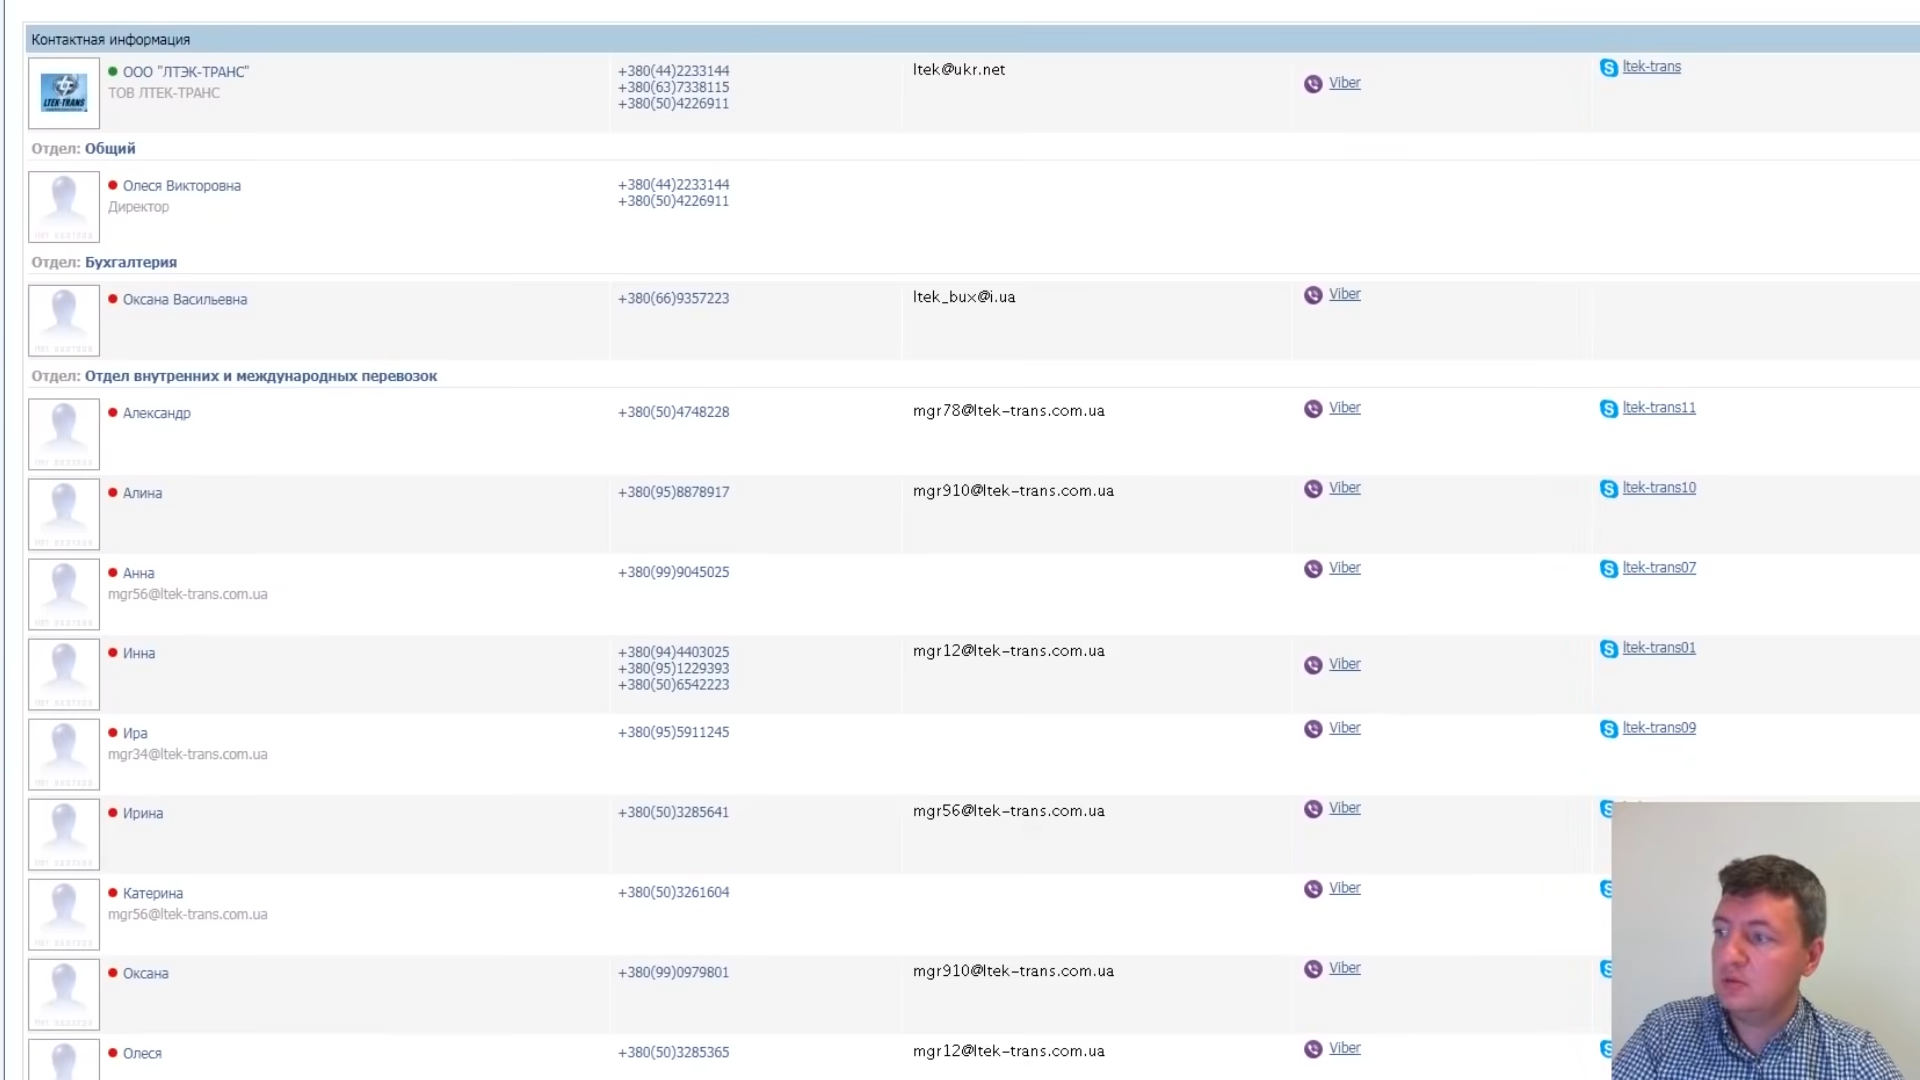 Контактная информация
LTEK-TRANS
ООО "ЛТЭК-ТРАНС"
ТОВ ЛТЕК-ТРАНС
+380(44)2233144
+380(63)7338115
+380(50)4226911
ltek@ukr.net
Viber
ltek-trans
Отдел: Общий
Олеся Викторовна
Директор
+380(44)2233144
+380(50)4226911
Отдел: Бухгалтерия
Оксана Васильевна
+380(66)9357223
ltek_bux@i.ua
Viber
Отдел: Отдел внутренних и международных перевозок
Александр
+380(50)4748228
mgr78@ltek-trans.com.ua
Viber
ltek-trans11
Алина
+380(95)8878917
mgr910@ltek-trans.com.ua
Viber
ltek-trans10
Анна
mgr56@ltek-trans.com.ua
+380(99)9045025
Viber
ltek-trans07
Инна
+380(94)4403025
+380(95)1229393
+380(50)6542223
mgr12@ltek-trans.com.ua
Viber
ltek-trans01
Ира
mgr34@ltek-trans.com.ua
+380(95)5911245
Viber
ltek-trans09
Ирина
+380(50)3285641
mgr56@ltek-trans.com.ua
Viber
Катерина
mgr56@ltek-trans.com.ua
+380(50)3261604
Viber
Оксана
+380(99)0979801
mgr910@ltek-trans.com.ua
Viber
Олеся
+380(50)3285365
mgr12@ltek-trans.com.ua
Viber